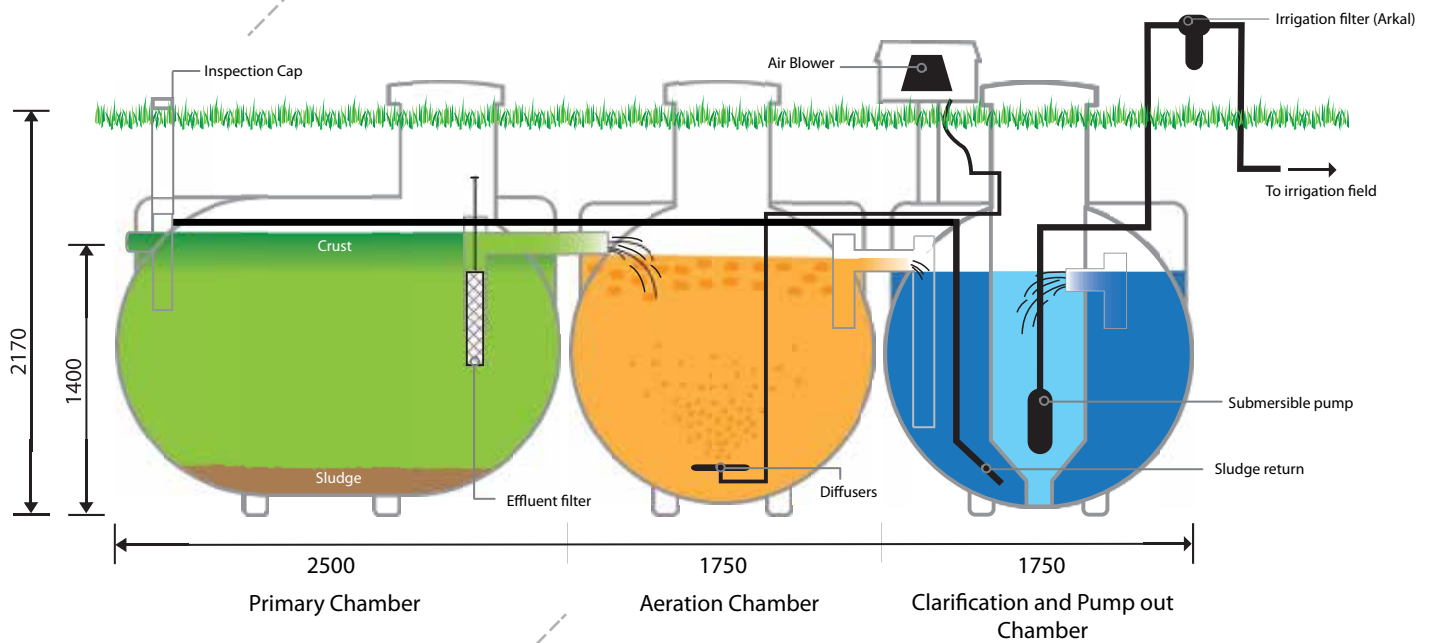 Irrigation filter (Arkal)
Air Blower
Inspection Cap
To irrigation field
Crust
2170
1400
Submersible pump
Sludge return
Sludge
Diffusers
Effluent filter
2500
1750
1750
Primary Chamber
Aeration Chamber
Clarification and Pump out
Chamber